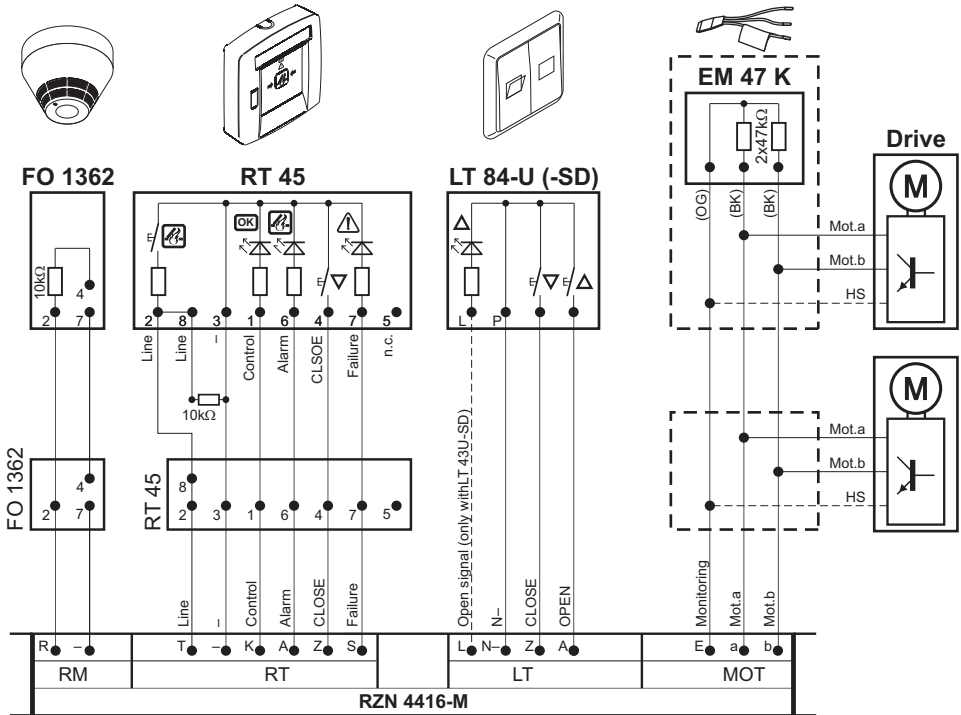 EM 47 K
Drive
FO 1362
RT 45
LT 84-U (-SD)
2x47kΩ
M
(OG)
(BK)
(BK)
Mot.a
Mot.b
HS
10kΩ
4
2
7
OK
E
E
2
8
3
1
6
4
7
5
Line
Line
–
Control
Alarm
CLSOE
Failure
n.c.
10kΩ
E
E
L
P
M
Mot.a
Mot.b
HS
FO 1362
4
2
7
RT 45
8
2
3
1
6
4
7
5
Line
–
Control
Alarm
CLOSE
Failure
Open signal (only withLT 43U-SD)
N–
CLOSE
OPEN
Monitoring
Mot.a
Mot.b
R
–
T
–
K
A
Z
S
L
N–
Z
A
E
a
b
RM
RT
LT
MOT
RZN 4416-M